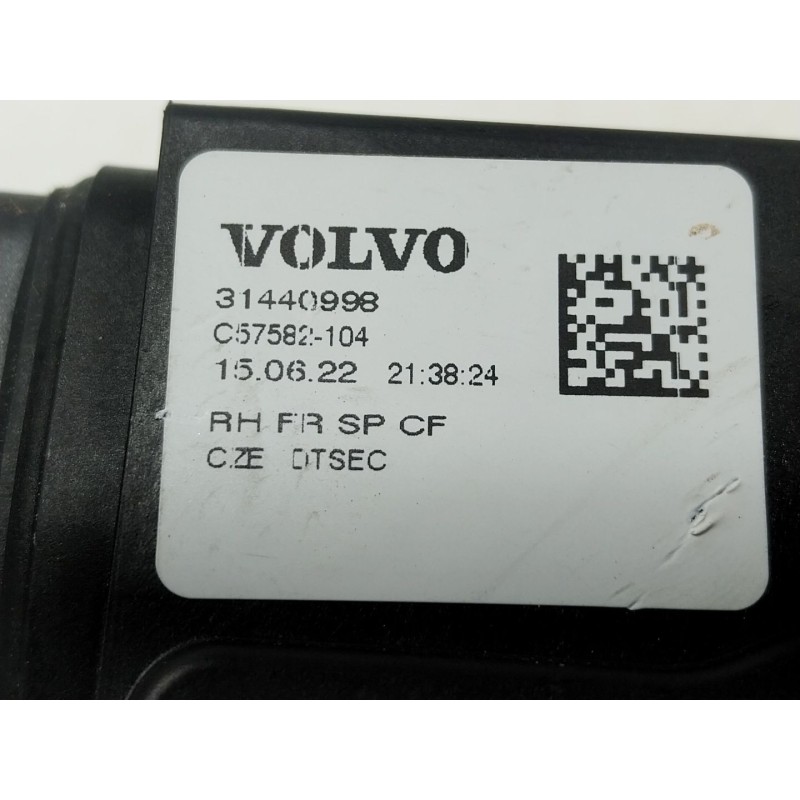 VOLVO
31440998
C57582-104
15.06.22 21:38:24
RH FR SP CF
CZE DTSEC